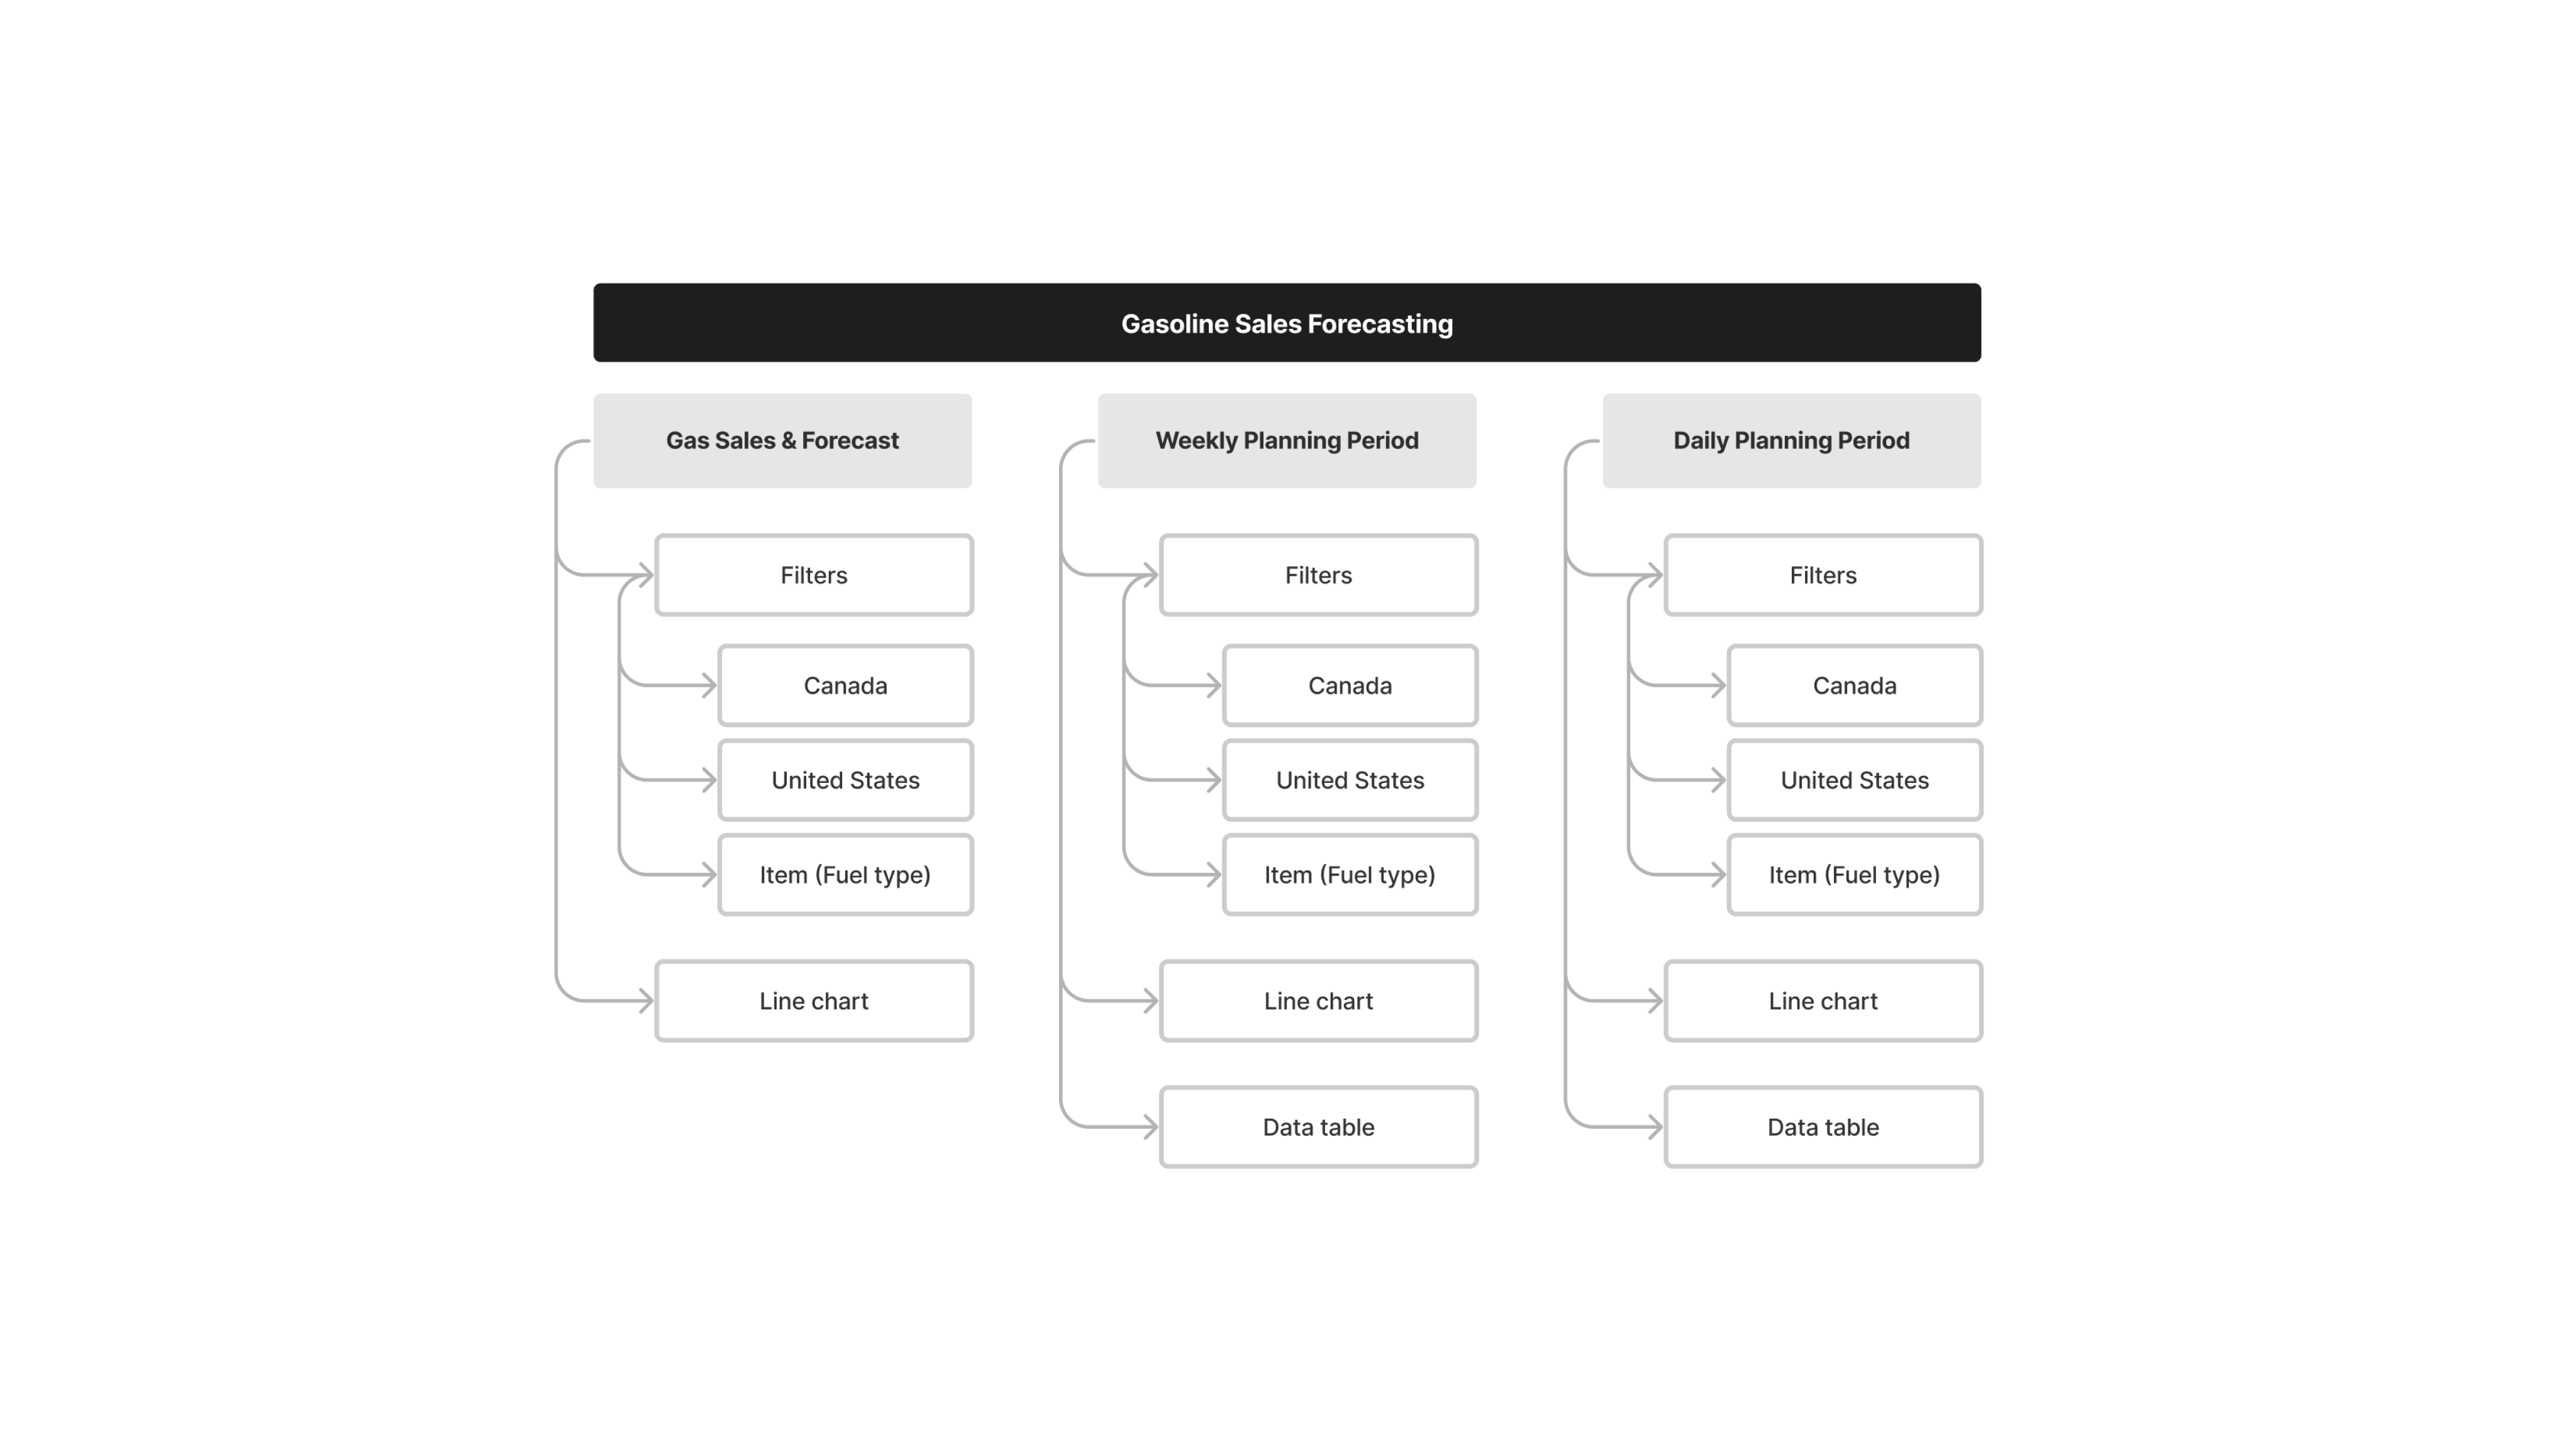 Gasoline Sales Forecasting
Gas Sales & Forecast
Filters
Canada
United States
Item (Fuel type)
Line chart
Weekly Planning Period
Filters
Canada
United States
Item (Fuel type)
Line chart
Data table
Daily Planning Period
Filters
Canada
United States
Item (Fuel type)
Line chart
Data table